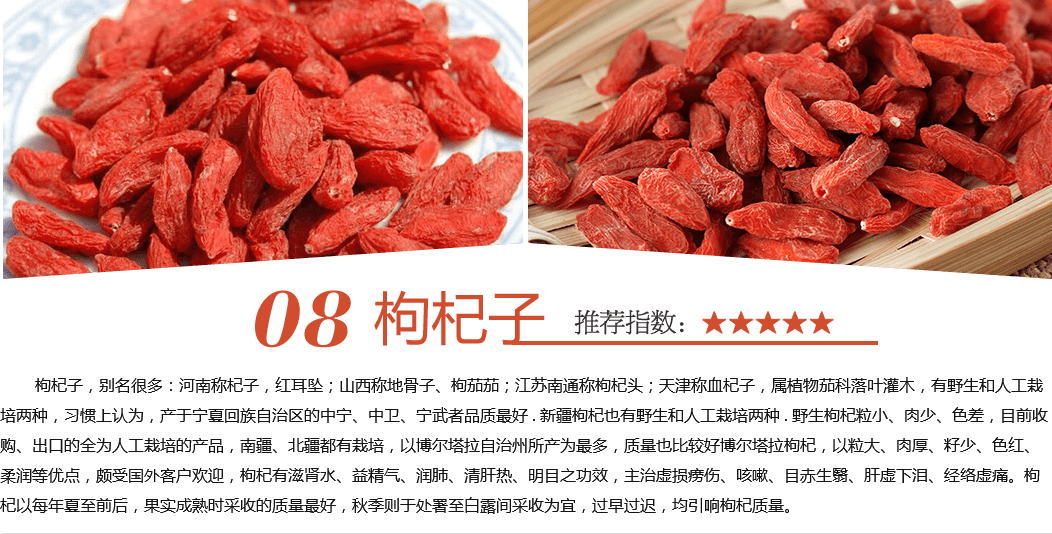 08 枸杞子 推荐指数：★★★★★
枸杞子，别名很多：河南称杞子，红耳坠；山西称地骨子、枸茄茄；江苏南通称枸杞头；天津称血杞子，属植物茄科落叶灌木，有野生和人工栽
培两种，习惯上认为，产于宁夏回族自治区的中宁、中卫、宁武者品质最好．新疆枸杞也有野生和人工栽培两种．野生枸杞粒小、肉少、色差，目前收
购、出口的全为人工栽培的产品，南疆、北疆都有栽培，以博尔塔拉自治州所产为最多，质量也比较好博尔塔拉枸杞，以粒大、肉厚、籽少、色红、
柔润等优点，颇受国外客户欢迎，枸杞有滋肾水、益精气、润肺、清肝热、明目之功效，主治虚损痨伤、咳嗽、目赤生翳、肝虚下泪、经络虚痛。枸
杞以每年夏至前后，果实成熟时采收的质量最好，秋季则于处署至白露间采收为宜，过早过迟，均引响枸杞质量。